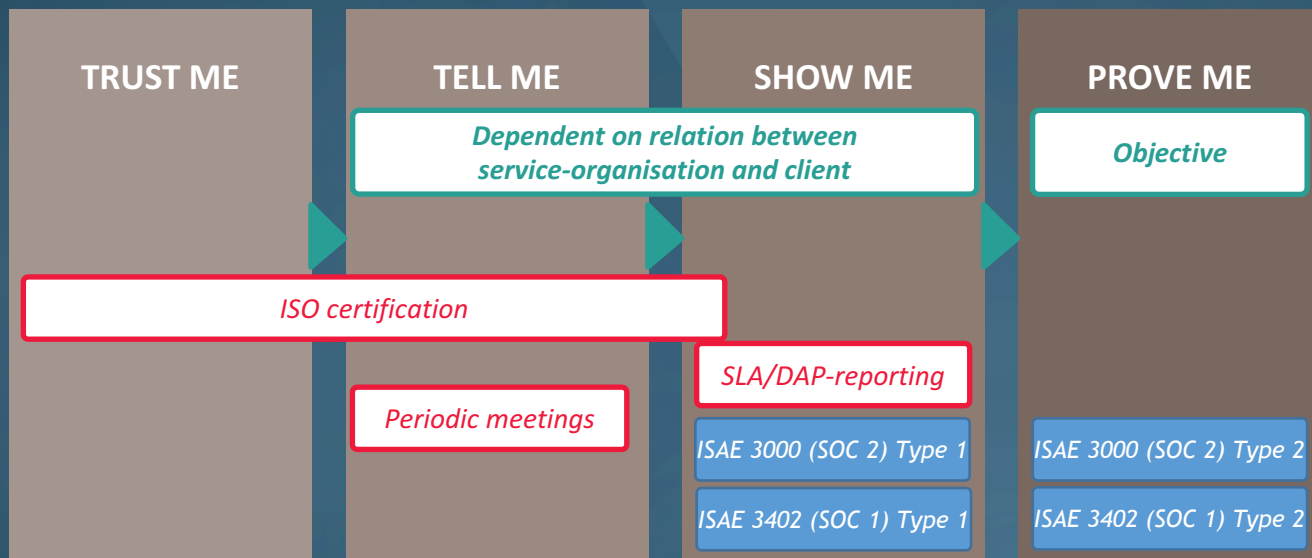 TRUST ME
TELL ME
SHOW ME
PROVE ME
Dependent on relation between
service-organisation and client
Objective
ISO certification
SLA/DAP-reporting
Periodic meetings
ISAE 3000 (SOC 2) Type 1
ISAE 3000 (SOC 2) Type 2
ISAE 3402 (SOC 1) Type 1
ISAE 3402 (SOC 1) Type 2